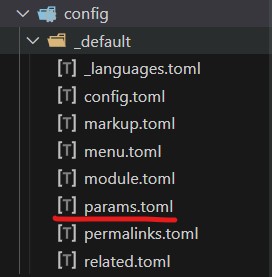 config
_default
_languages.toml
config.toml
markup.toml
menu.toml
module.toml
params.toml
permalinks.toml
related.toml